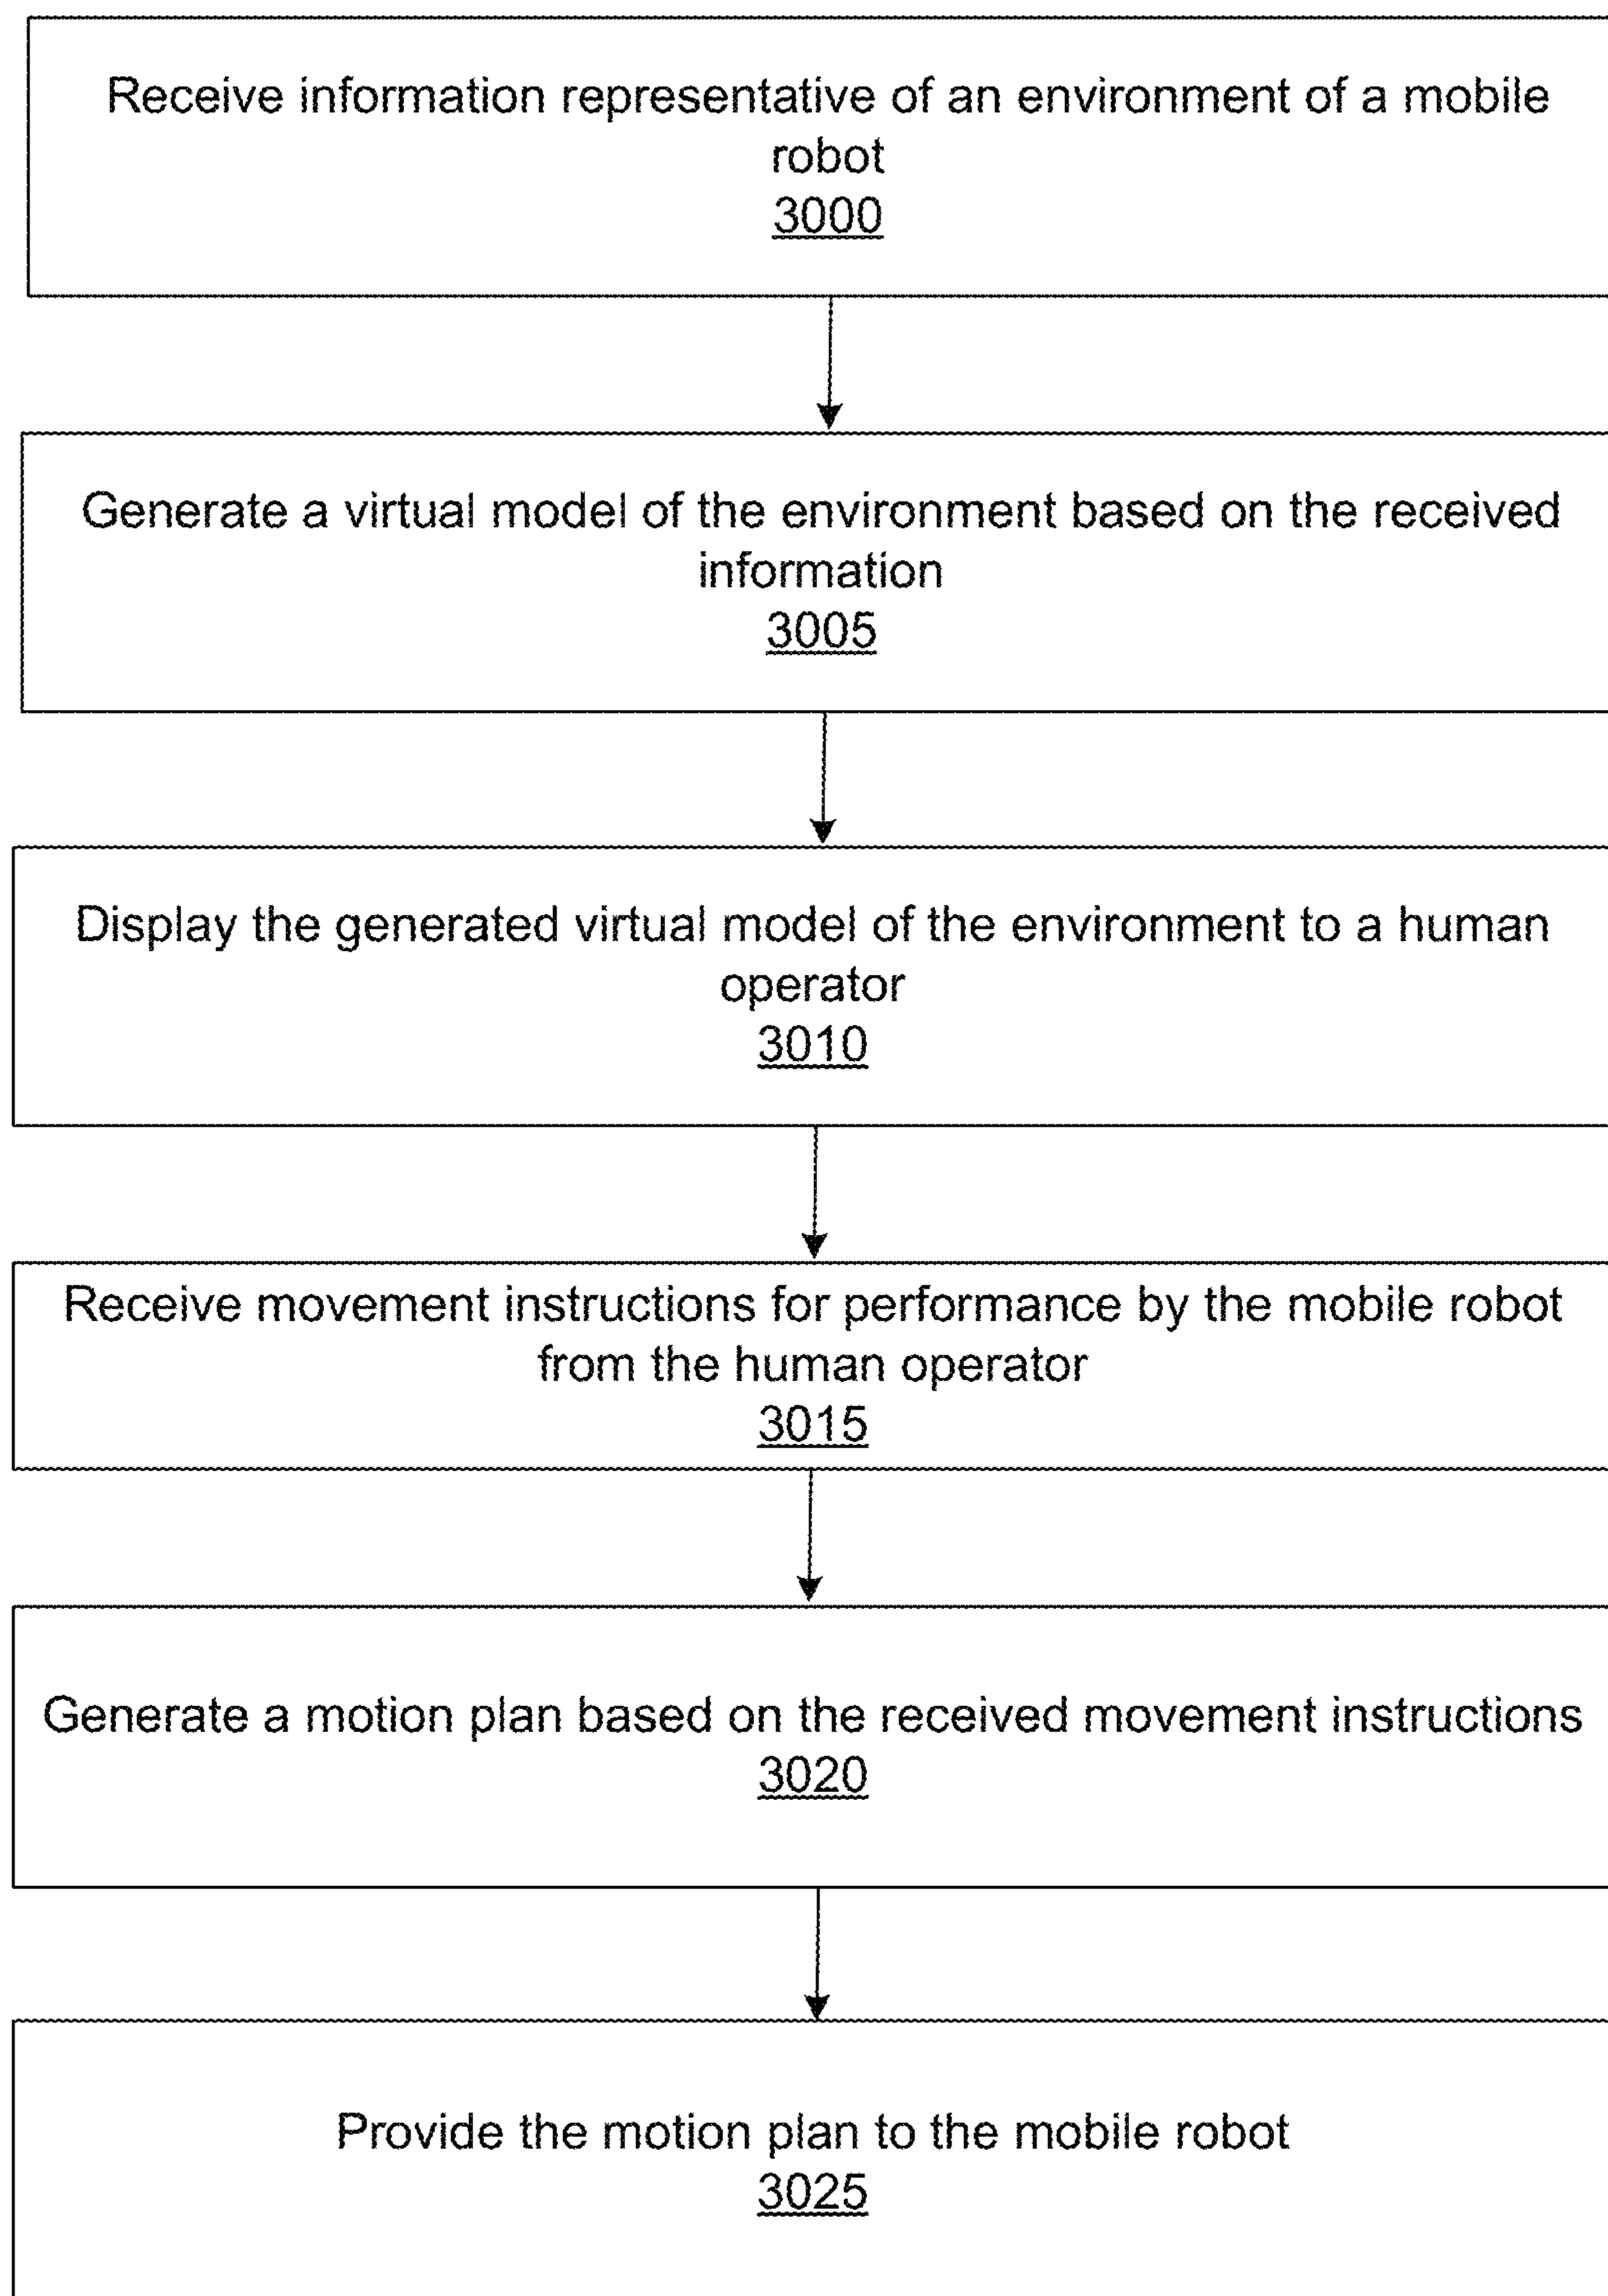 Receive information representative of an environment of a mobile
robot
3000
Generate a virtual model of the environment based on the received
information
3005
Display the generated virtual model of the environment to a human
operator
3010
Receive movement instructions for performance by the mobile robot
from the human operator
3015
Generate a motion plan based on the received movement instructions
3020
Provide the motion plan to the mobile robot
3025